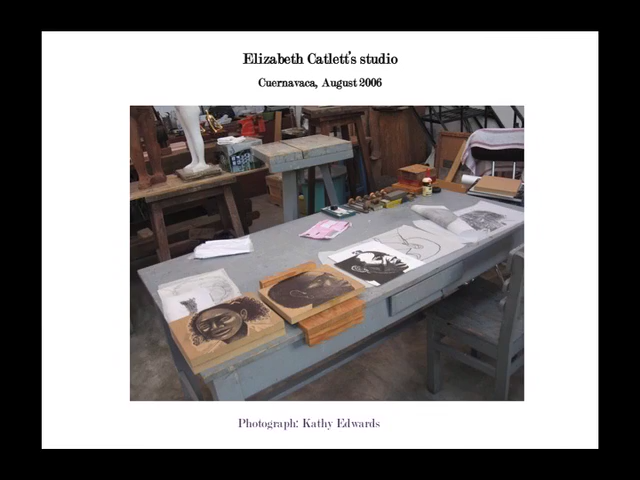 Elizabeth Catlett's studio
Cuernavaca, August 2006
Photograph: Kathy Edwards